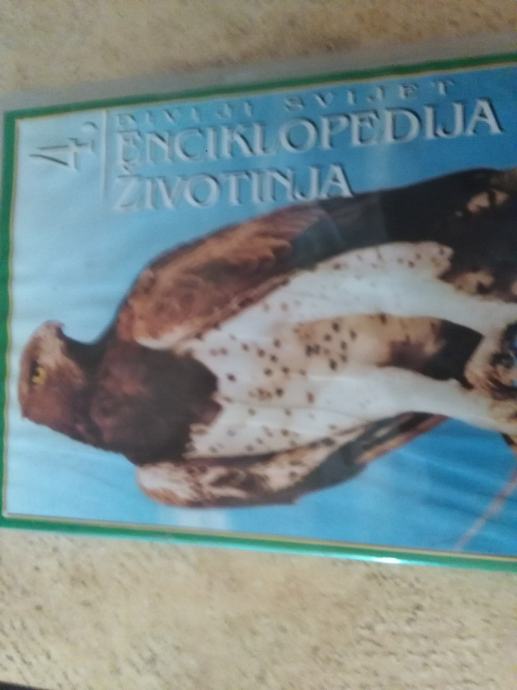 4.
DIVLJI SVIJET
ENCIKLOPEDIJA
ŽIVOTINJA